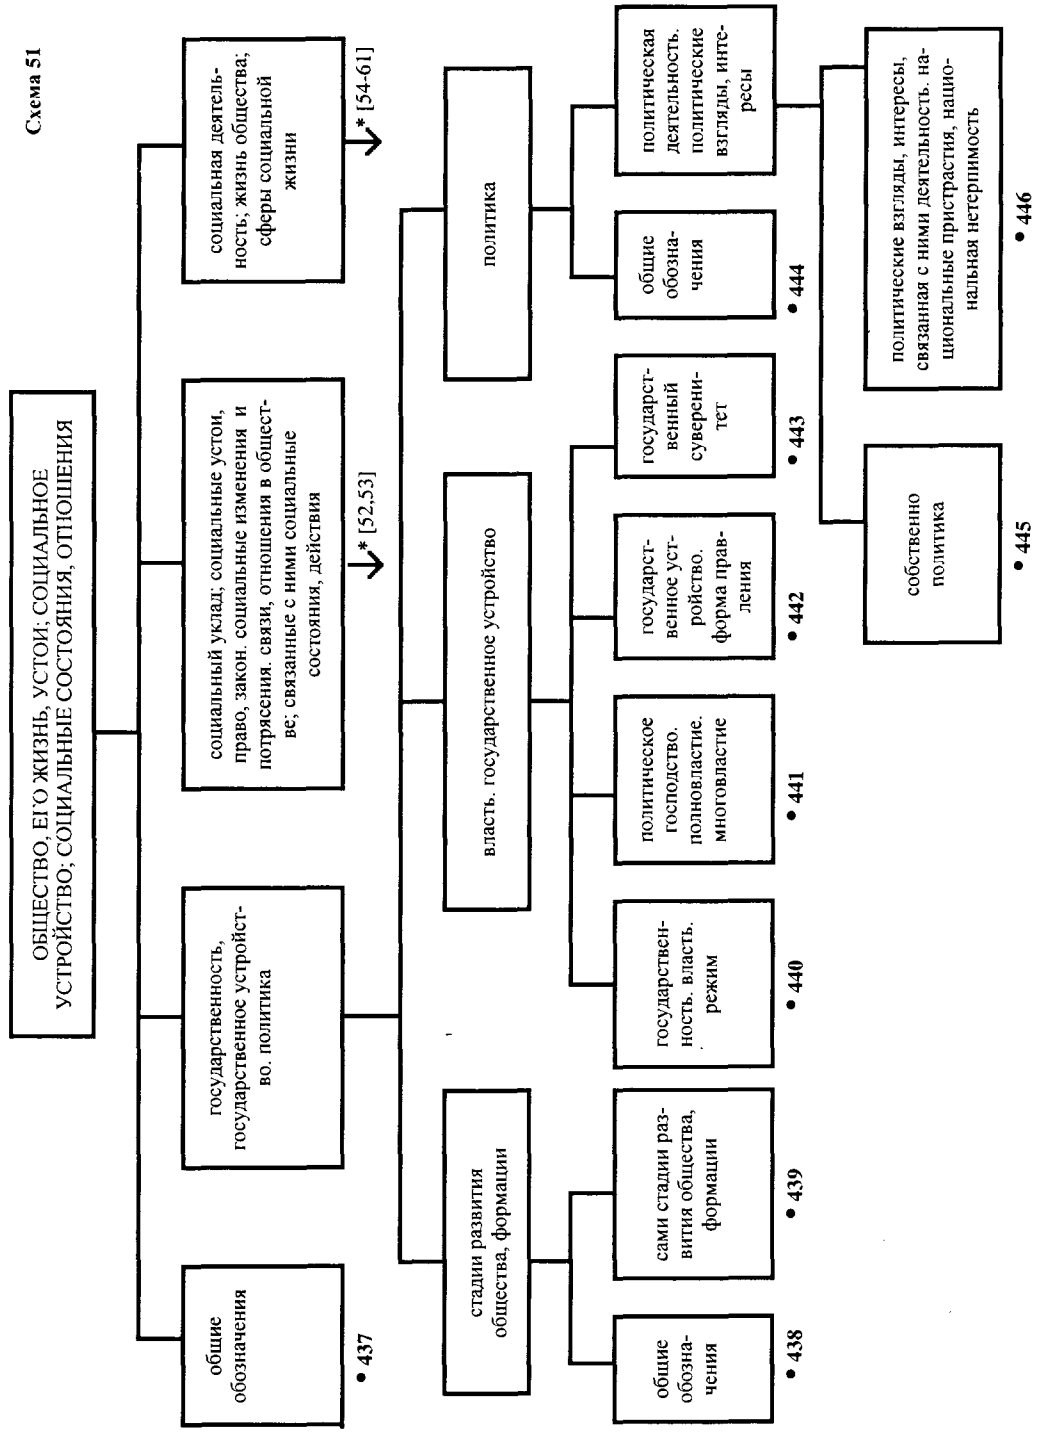 Схема 51
ОБЩЕСТВО, ЕГО ЖИЗНЬ, УСТОИ; СОЦИАЛЬНОЕ
УСТРОЙСТВО; СОЦИАЛЬНЫЕ СОСТОЯНИЯ, ОТНОШЕНИЯ
общие
обозначения
• 437
государственность,
государственное устройст-
во. политика
социальный уклад; социальные устои,
право, закон. социальные изменения и
потрясения. связи, отношения в общест-
ве; связанные с ними социальные
состояния, действия
* [52,53]
социальная деятель-
ность; жизнь общества;
сферы социальной
жизни
* [54-61]
стадии развития
общества, формации
власть. государственное устройство
политика
общие
обозна-
чения
• 438
сами стадии раз-
вития общества,
формации
• 439
государствен-
ность. власть.
режим
• 440
политическое
господство.
полновластие.
многовластие
• 441
государст-
венное уст-
ройство.
форма прав-
ления
• 442
государст-
венный
суверени-
тет
• 443
общие
обозна-
чения
• 444
политическая
деятельность.
политические
взгляды, инте-
ресы
собственно
политика
• 445
политические взгляды, интересы,
связанная с ними деятельность. на-
циональные пристрастия, нацио-
нальная нетерпимость
• 446